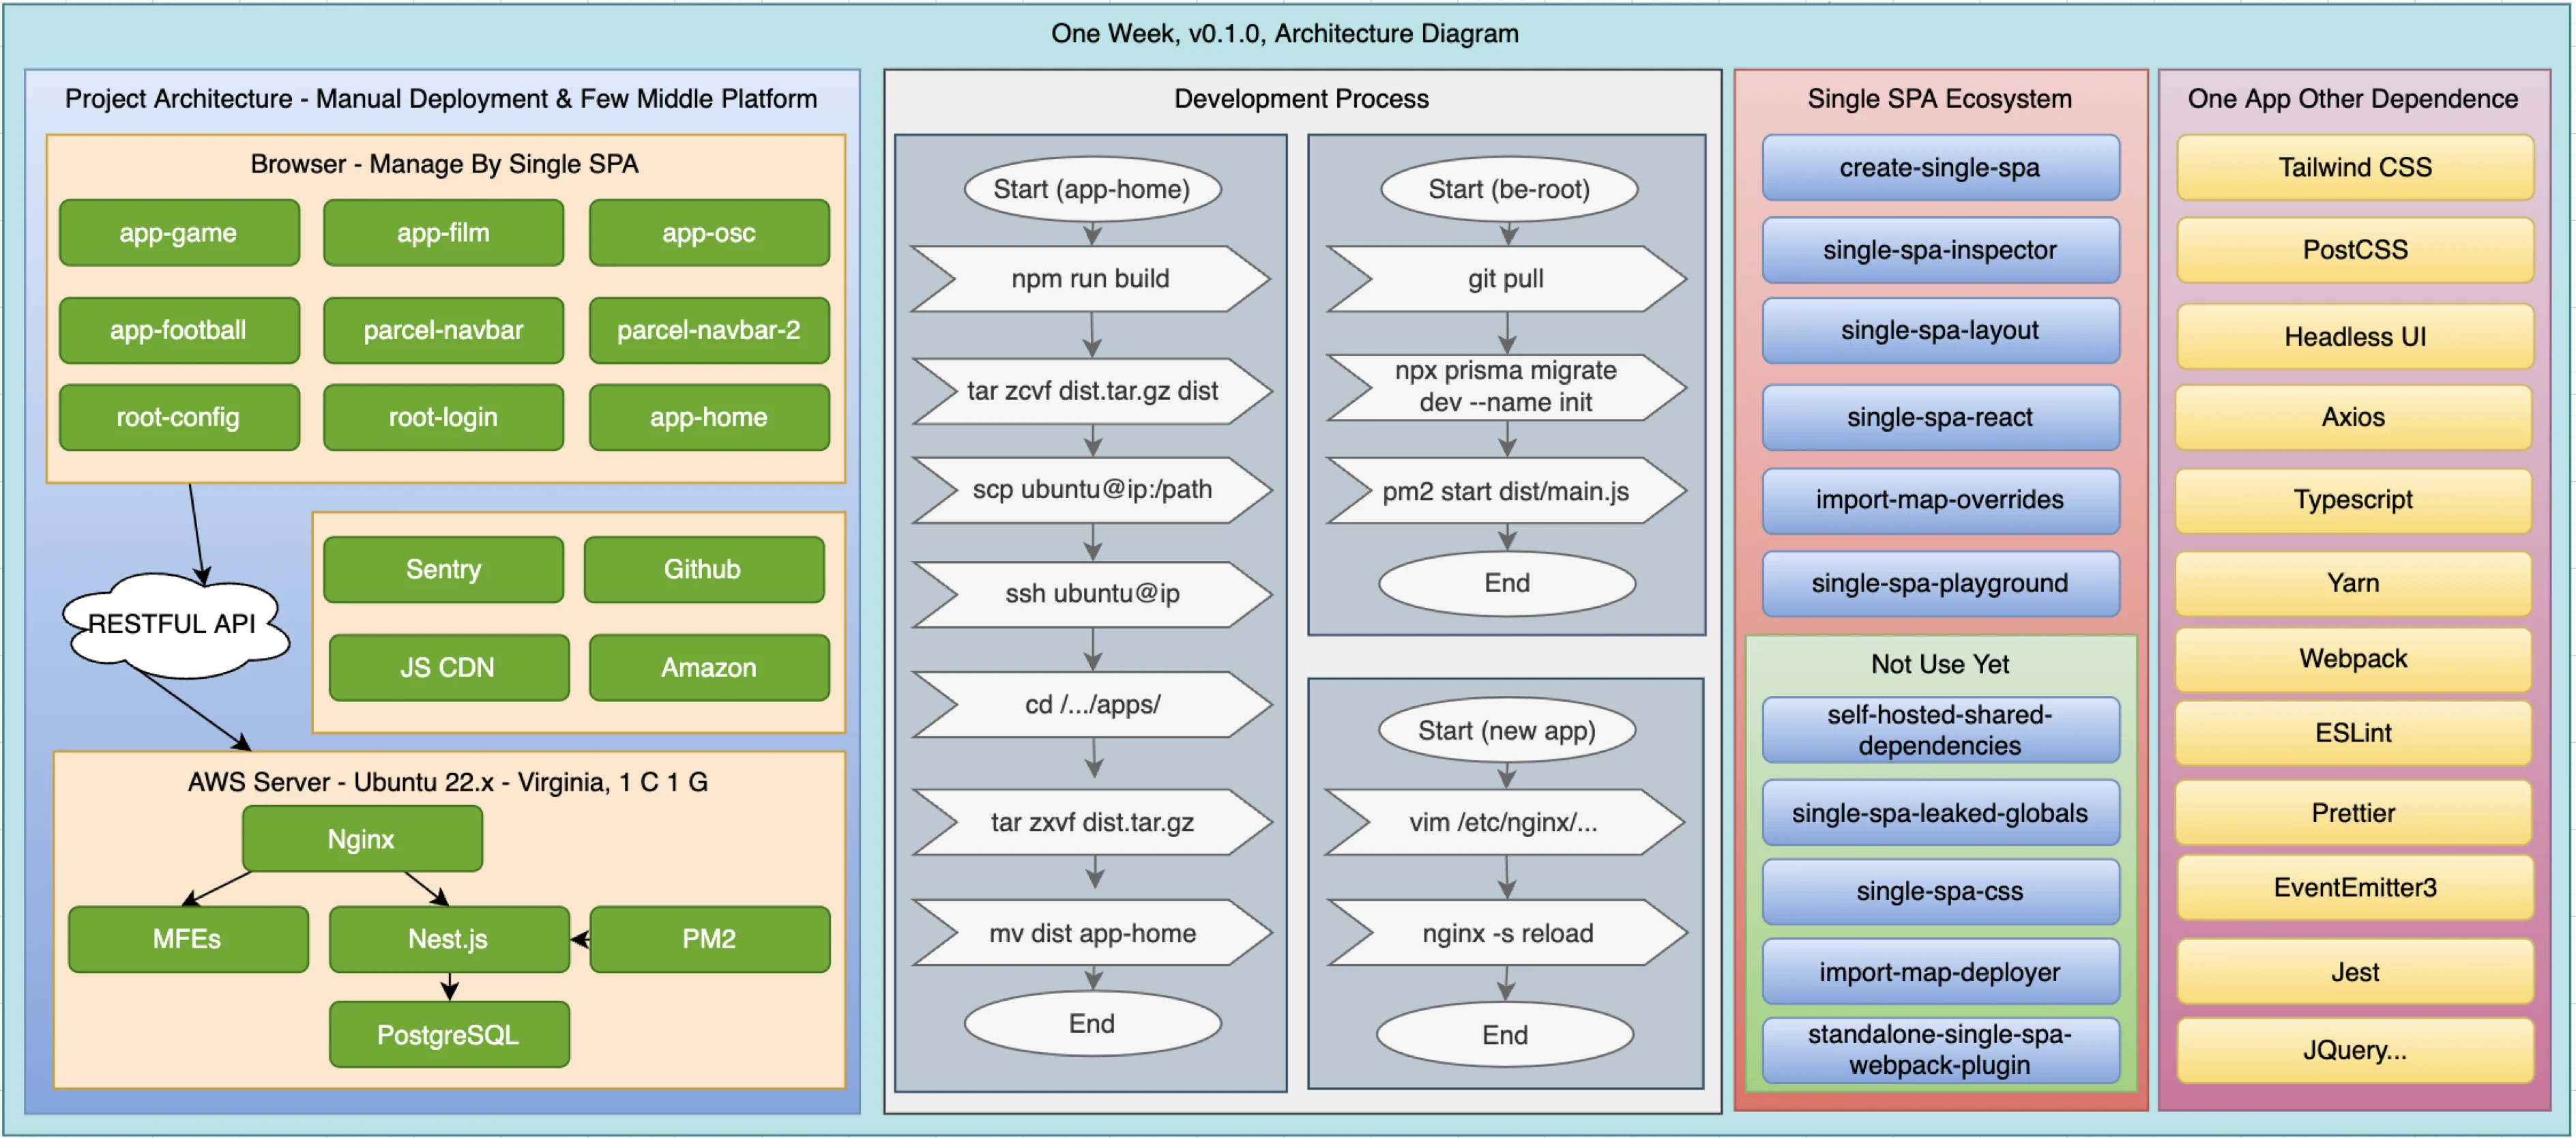 One Week, v0.1.0, Architecture Diagram
Project Architecture - Manual Deployment & Few Middle Platform
Browser - Manage By Single SPA
app-game
app-film
app-osc
app-football
parcel-navbar
parcel-navbar-2
root-config
root-login
app-home
RESTFUL API
Sentry
Github
JS CDN
Amazon
AWS Server - Ubuntu 22.x - Virginia, 1 C 1 G
Nginx
MFEs
Nest.js
PM2
PostgreSQL
Development Process
Start (app-home)
npm run build
tar zcvf dist.tar.gz dist
scp ubuntu@ip:/path
ssh ubuntu@ip
cd /.../apps/
tar zxvf dist.tar.gz
mv dist app-home
End
Start (be-root)
git pull
npx prisma migrate
dev --name init
pm2 start dist/main.js
End
Start (new app)
vim /etc/nginx/...
nginx -s reload
End
Single SPA Ecosystem
create-single-spa
single-spa-inspector
single-spa-layout
single-spa-react
import-map-overrides
single-spa-playground
Not Use Yet
self-hosted-shared-
dependencies
single-spa-leaked-globals
single-spa-css
import-map-deployer
standalone-single-spa-
webpack-plugin
One App Other Dependence
Tailwind CSS
PostCSS
Headless UI
Axios
Typescript
Yarn
Webpack
ESLint
Prettier
EventEmitter3
Jest
JQuery...